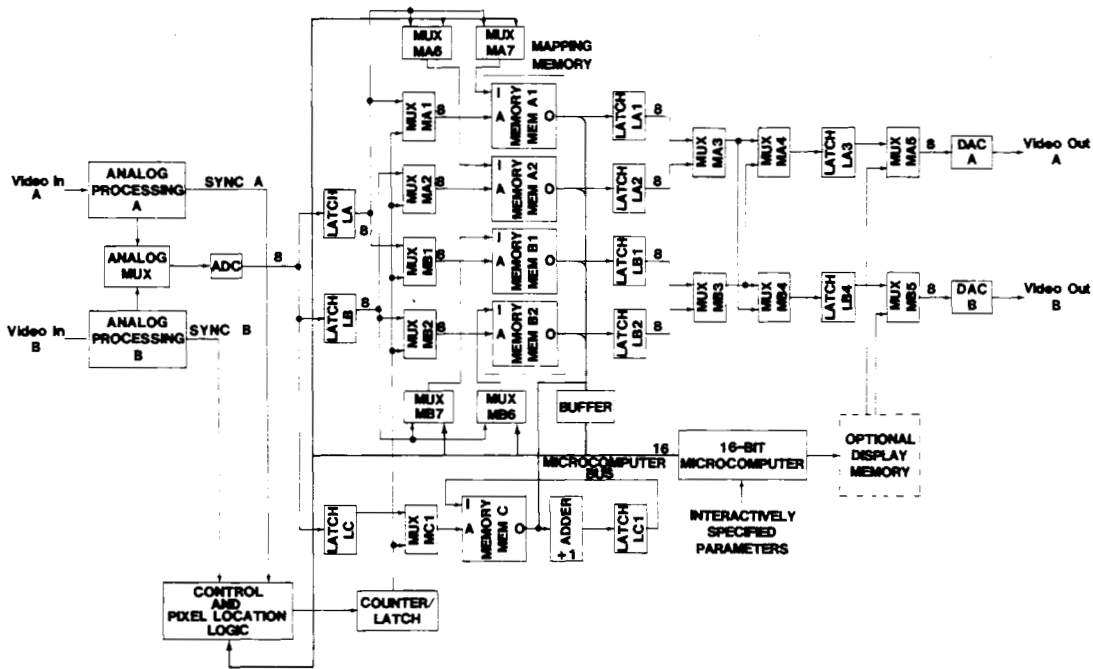 MUX
MA6
MUX
MA7
MAPPING
MEMORY
MUX
MA1
8
I
A
MEMORY
MEM A1
O
LATCH
LA1
8
MUX
MA2
8
I
A
MEMORY
MEM A2
O
LATCH
LA2
8
MUX
MA3
MUX
MA4
LATCH
LA3
MUX
MA5
8
DAC
A
Video Out
A
Video In
A
ANALOG
PROCESSING
A
SYNC A
LATCH
LA
8
ANALOG
MUX
ADC
8
MUX
MB1
8
I
A
MEMORY
MEM B1
O
LATCH
LB1
8
LATCH
LB
8
MUX
MB2
8
I
A
MEMORY
MEM B2
O
LATCH
LB2
8
MUX
MB3
MUX
MB4
LATCH
LB4
MUX
MB5
8
DAC
B
Video Out
B
Video In
B
ANALOG
PROCESSING
B
SYNC B
MUX
MB7
MUX
MB6
BUFFER
16
MICROCOMPUTER
BUS
16-BIT
MICROCOMPUTER
OPTIONAL
DISPLAY
MEMORY
INTERACTIVELY
SPECIFIED
PARAMETERS
LATCH
LC
MUX
MC1
I
A
MEMORY
MEM C
O
ADDER
+1
LATCH
LC1
CONTROL
AND
PIXEL LOCATION
LOGIC
COUNTER/
LATCH